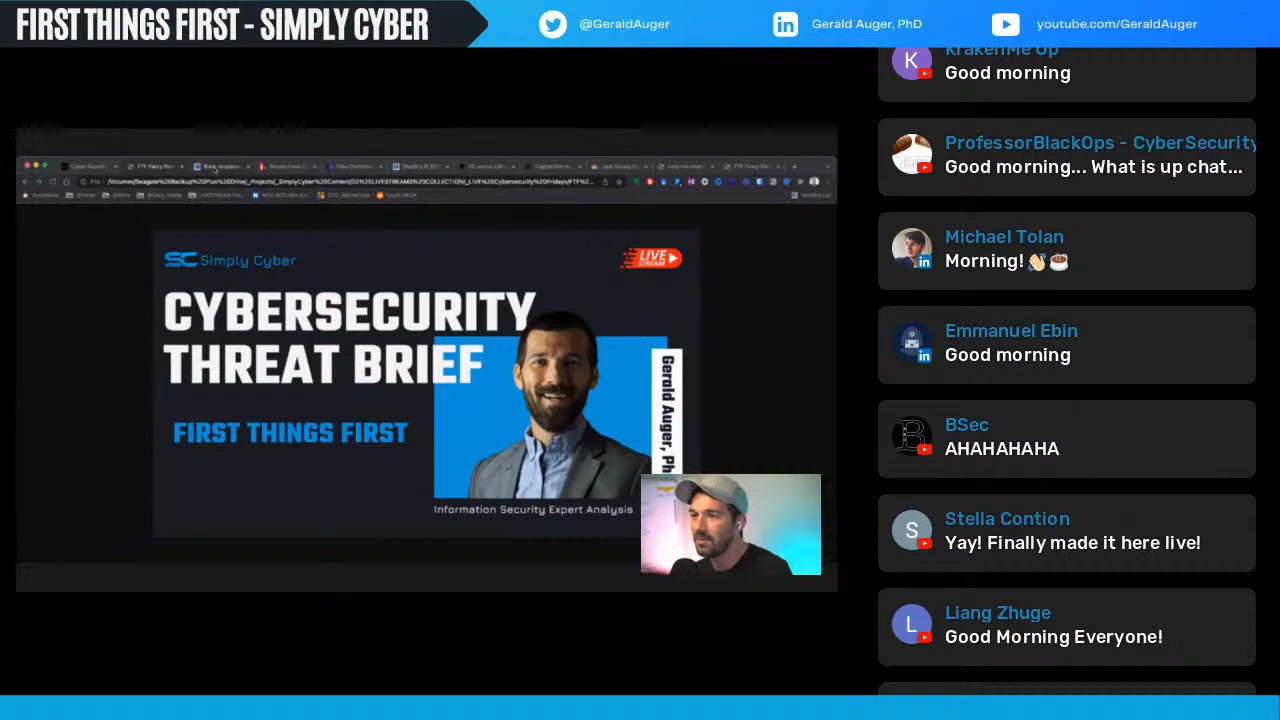 FIRST THINGS FIRST - SIMPLY CYBER
@GeraldAuger
Gerald Auger, PhD
youtube.com/GeraldAuger
SC Simply Cyber
LIVE
STREAM
CYBERSECURITY
THREAT BRIEF
FIRST THINGS FIRST
Gerald Auger, Ph
Information Security Expert Analysis
K
KrakenMe Up
Good morning
ProfessorBlackOps - CyberSecurity
Good morning... What is up chat...
Michael Tolan
Morning! 👋🏼☕
Emmanuel Ebin
Good morning
B
BSec
AHAHAHAHA
S
Stella Contion
Yay! Finally made it here live!
L
Liang Zhuge
Good Morning Everyone!